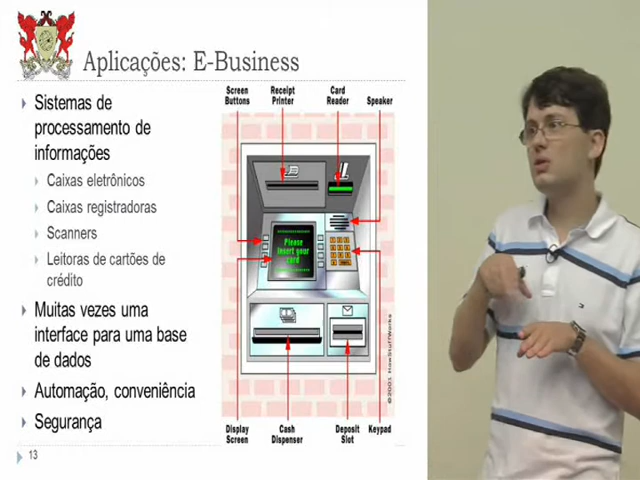 Aplicações: E-Business
Sistemas de
processamento de
informações
Caixas eletrônicos
Caixas registradoras
Scanners
Leitoras de cartões de
crédito
Muitas vezes uma
interface para uma base
de dados
Automação, conveniência
Segurança
13
Screen
Buttons
Receipt
Printer
Card
Reader
Speaker
Please
insert your
card
Display
Screen
Cash
Dispenser
Deposit
Slot
Keypad
©2001 HowStuffWorks